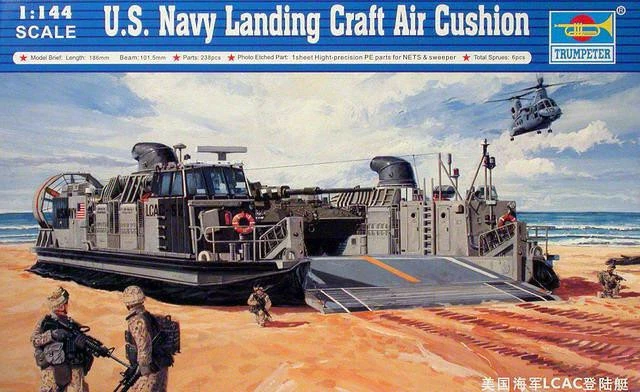 1:144
SCALE
U.S. Navy Landing Craft Air Cushion
TRUMPETER
★ Model Brief: Length: 186mm Beam:101.5mm ★ Parts: 238pcs ★ Photo Etched Part: 1sheet Hight-precision PE parts for NETS & sweeper ★ Total Sprues: 6pcs
LCAC
美国海军LCAC登陆艇